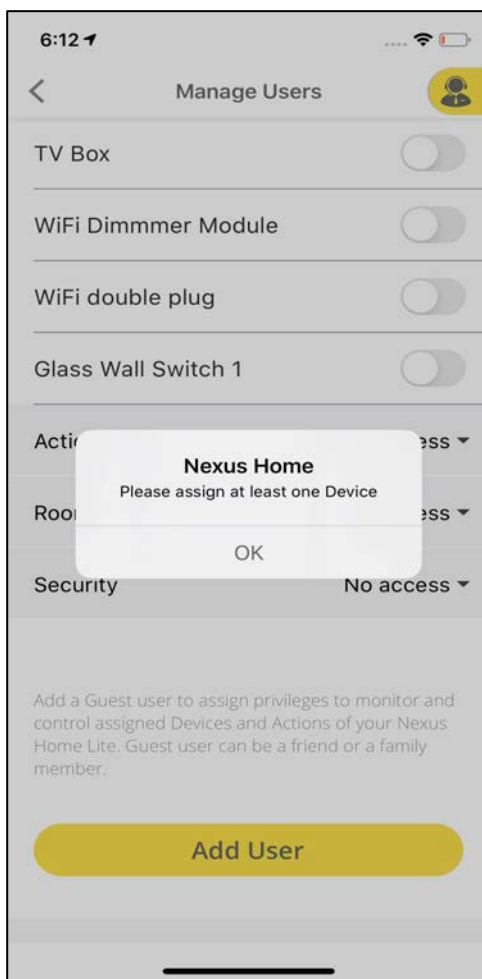 6:12
Manage Users
TV Box
WiFi Dimmmer Module
WiFi double plug
Glass Wall Switch 1
Nexus Home
Please assign at least one Device
OK
Security No access
Add a Guest user to assign privileges to monitor and
control assigned Devices and Actions of your Nexus
Home Lite. Guest user can be a friend or a family
member.
Add User